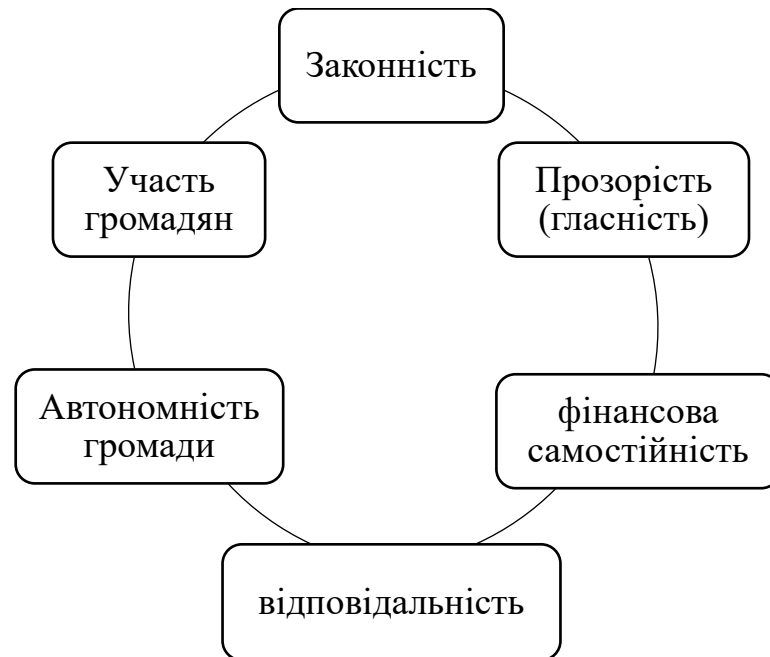 Законність
Участь
громадян
Прозорість
(гласність)
Автономність
громади
фінансова
самостійність
відповідальність